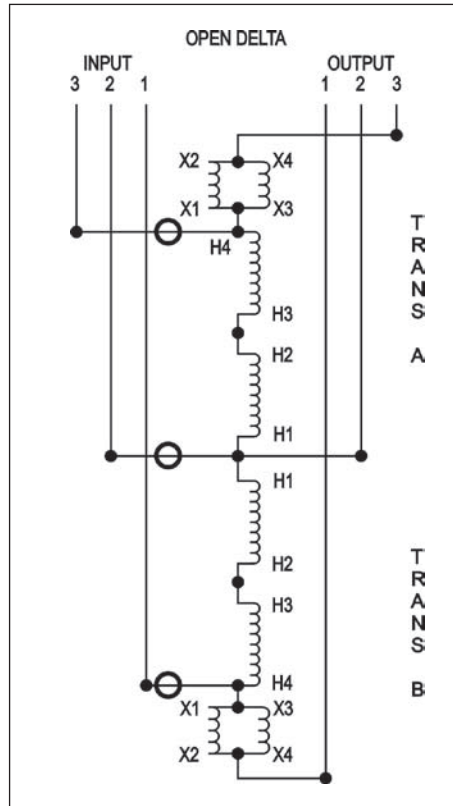 OPEN DELTA
INPUT OUTPUT
3 2 1 1 2 3
X2 X4
X1 X3
H4
H3
H2
H1
H1
H2
H3
H4
X1 X3
X2 X4
T
R
A
N
S
A
T
R
A
N
S
B